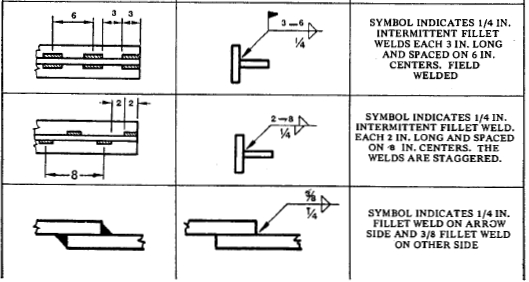 6 3 3
3-6
1/4
SYMBOL INDICATES 1/4 IN.
INTERMITTENT FILLET
WELDS EACH 3 IN. LONG
AND SPACED ON 6 IN.
CENTERS. FIELD
WELDED
2 2
8
2-8
1/4
SYMBOL INDICATES 1/4 IN.
INTERMITTENT FILLET WELD.
EACH 2 IN. LONG AND SPACED
ON 8 IN. CENTERS. THE
WELDS ARE STAGGERED.
3/8
1/4
SYMBOL INDICATES 1/4 IN.
FILLET WELD ON ARROW
SIDE AND 3/8 FILLET WELD
ON OTHER SIDE